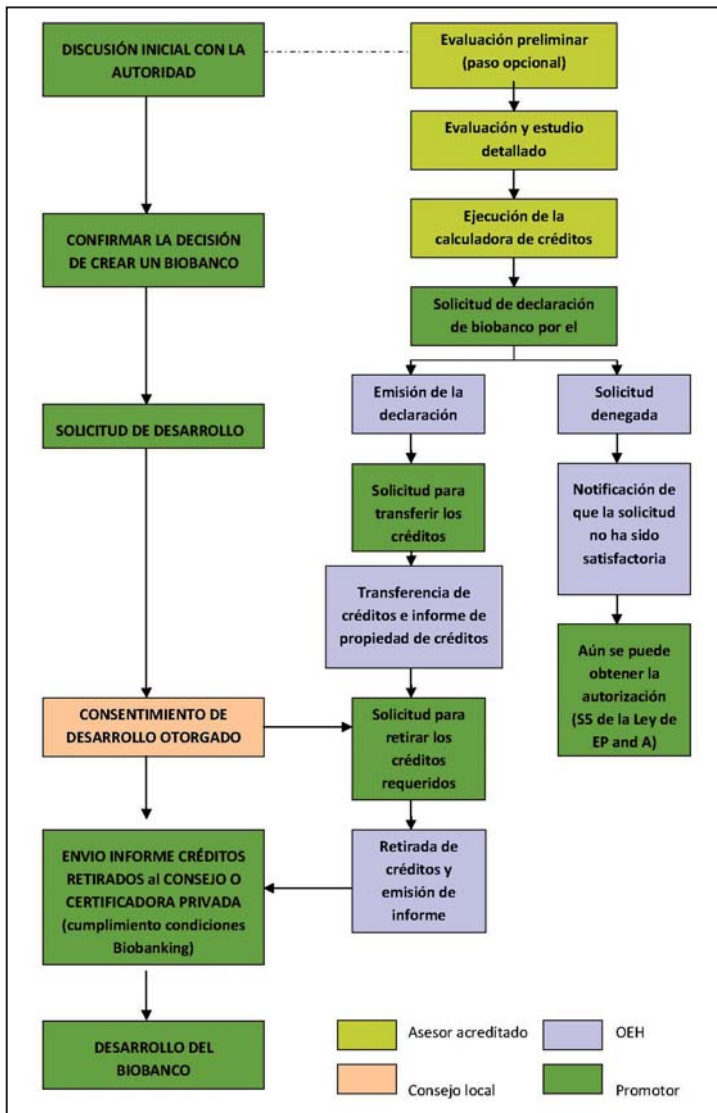 DISCUSIÓN INICIAL CON LA
AUTORIDAD
Evaluación preliminar
(paso opcional)
Evaluación y estudio
detallado
Ejecución de la
calculadora de créditos
CONFIRMAR LA DECISIÓN
DE CREAR UN BIOBANCO
Solicitud de declaración
de biobanco por el
Emisión de la
declaración
Solicitud
denegada
SOLICITUD DE DESARROLLO
Solicitud para
transferir los
créditos
Notificación de
que la solicitud
no ha sido
satisfactoria
Transferencia de
créditos e informe de
propiedad de créditos
Aún se puede
obtener la
autorización
(S5 de la Ley de
EP and A)
CONSENTIMIENTO DE
DESARROLLO OTORGADO
Solicitud para
retirar los
créditos
requeridos
ENVIO INFORME CRÉDITOS
RETIRADOS al CONSEJO O
CERTIFICADORA PRIVADA
(cumplimiento condiciones
Biobanking)
Retirada de
créditos y
emisión de
informe
DESARROLLO DEL
BIOBANCO
Asesor acreditado
OEH
Consejo local
Promotor